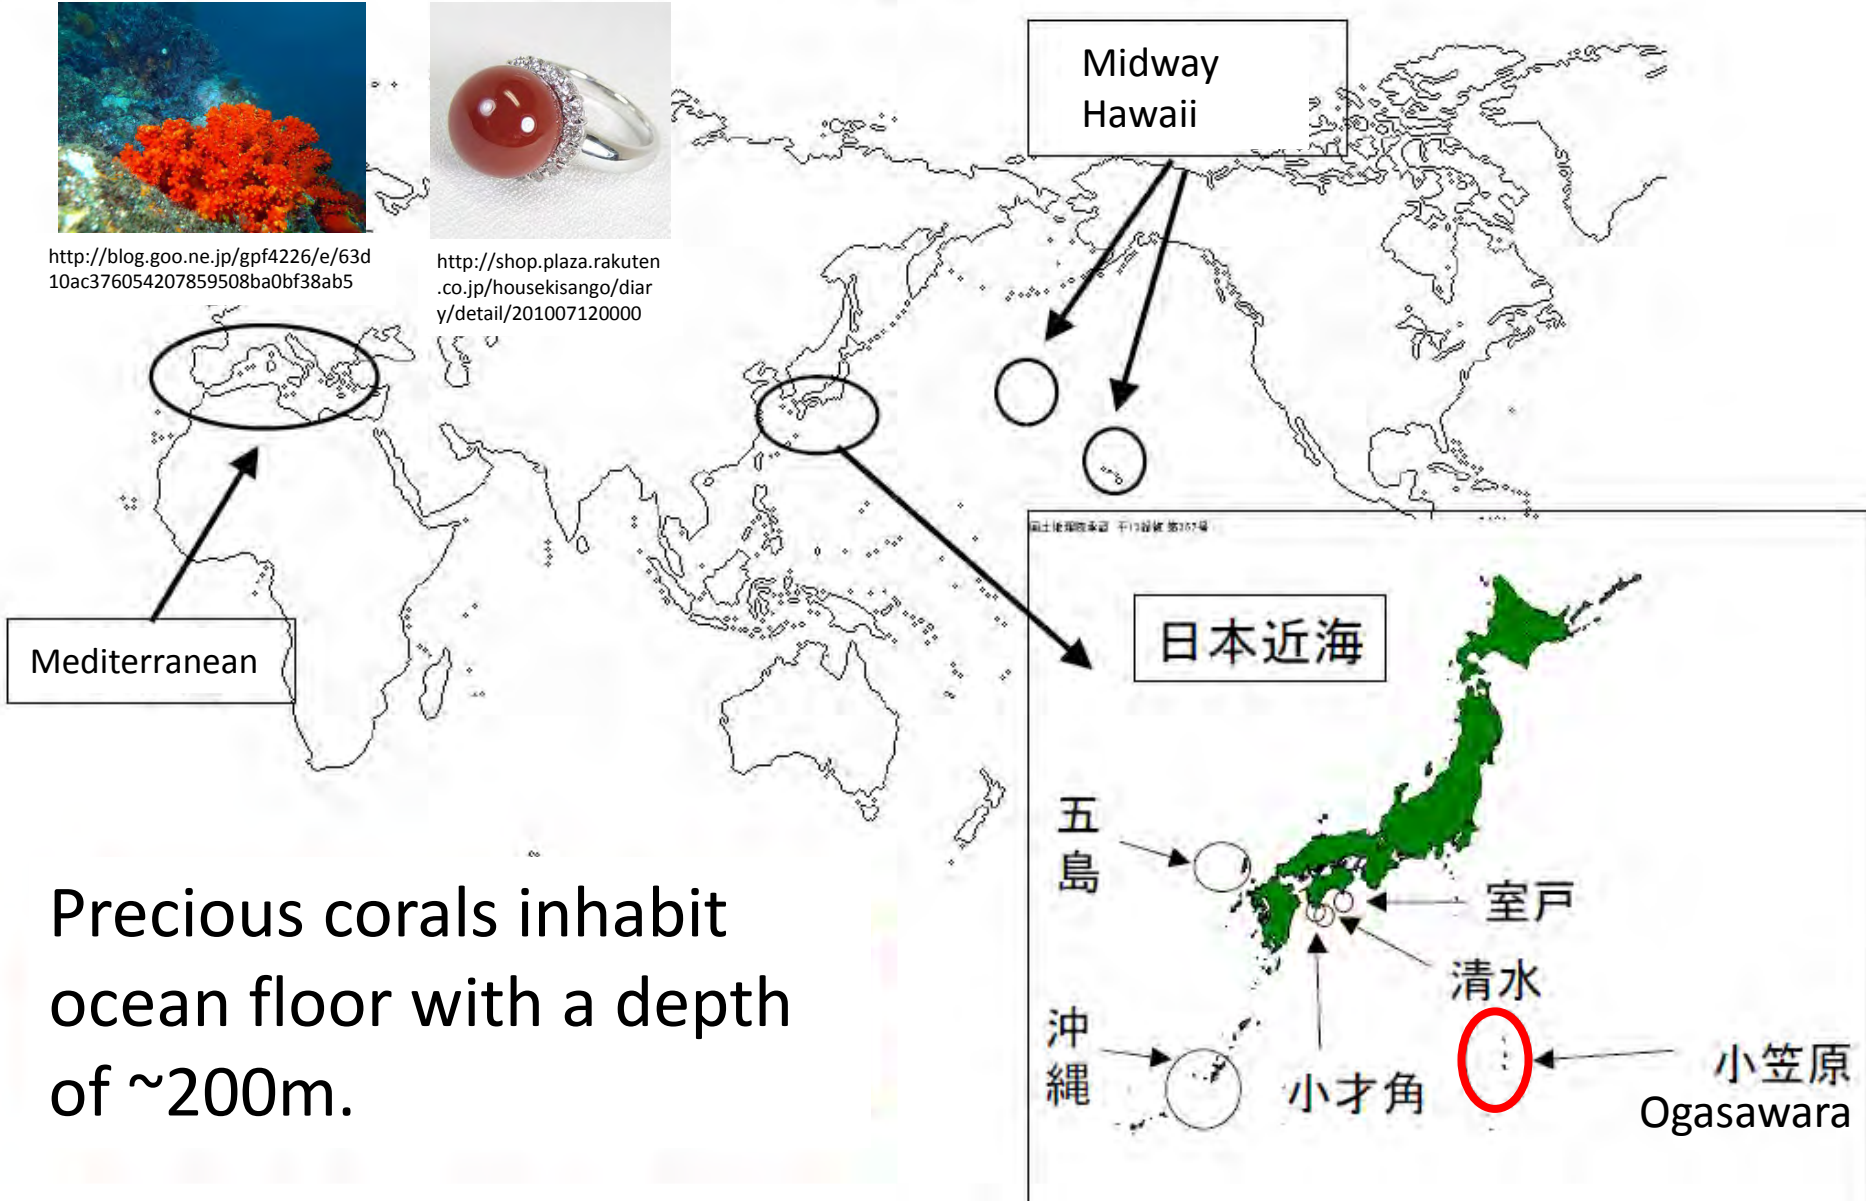 http://blog.goo.ne.jp/gpf4226/e/63d
10ac376054207859508ba0bf38ab5
http://shop.plaza.rakuten
.co.jp/housekisango/diar
y/detail/201007120000
Midway
Hawaii
Mediterranean
日本近海
五
島
室戸
清水
沖
縄
小才角
小笠原
Ogasawara
Precious corals inhabit
ocean floor with a depth
of ~200m.